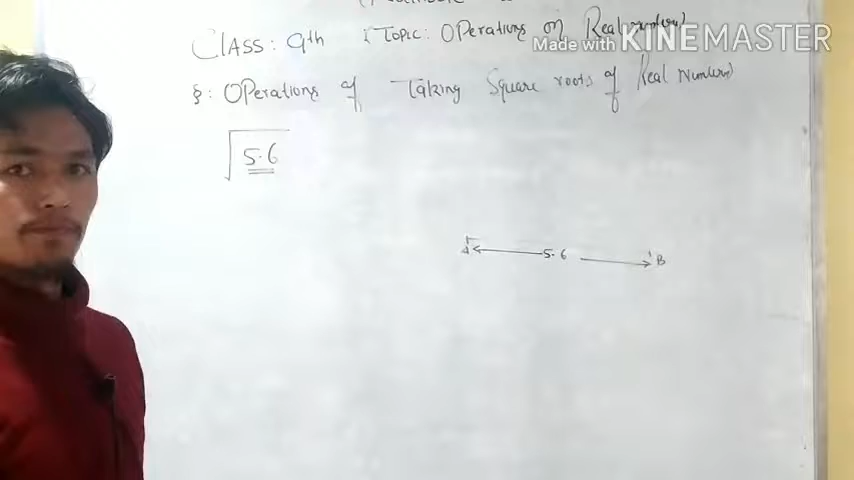 CLASS: 9th (TOPIC: OPerations on Real numbers)
Made with KINEMASTER
§: OPerations of Taking Square roots of Real Numbers
√5.6
A 5.6 B